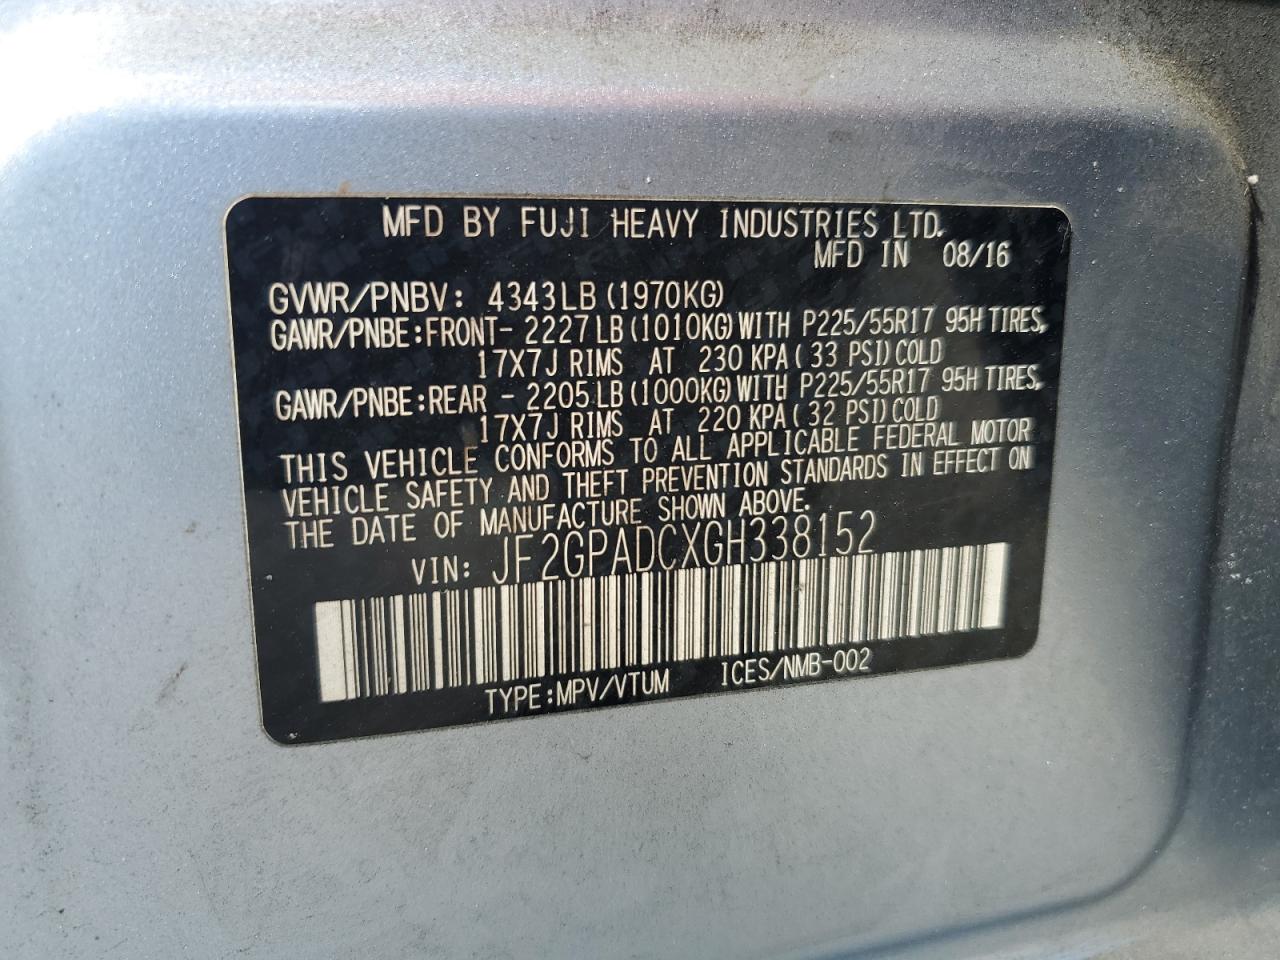 MFD BY FUJI HEAVY INDUSTRIES LTD.
MFD IN 08/16
GVWR/PNBV: 4343LB (1970KG)
GAWR/PNBE:FRONT- 2227LB (1010KG) WITH P225/55R17 95H TIRES,
17X7J RIMS AT 230 KPA ( 33 PSI) COLD
GAWR/PNBE:REAR - 2205LB (1000KG) WITH P225/55R17 95H TIRES,
17X7J RIMS AT 220 KPA ( 32 PSI) COLD
THIS VEHICLE CONFORMS TO ALL APPLICABLE FEDERAL MOTOR
VEHICLE SAFETY AND THEFT PREVENTION STANDARDS IN EFFECT ON
THE DATE OF MANUFACTURE SHOWN ABOVE.
VIN: JF2GPADCXGH338152
TYPE:MPV/VTUM ICES/NMB-002